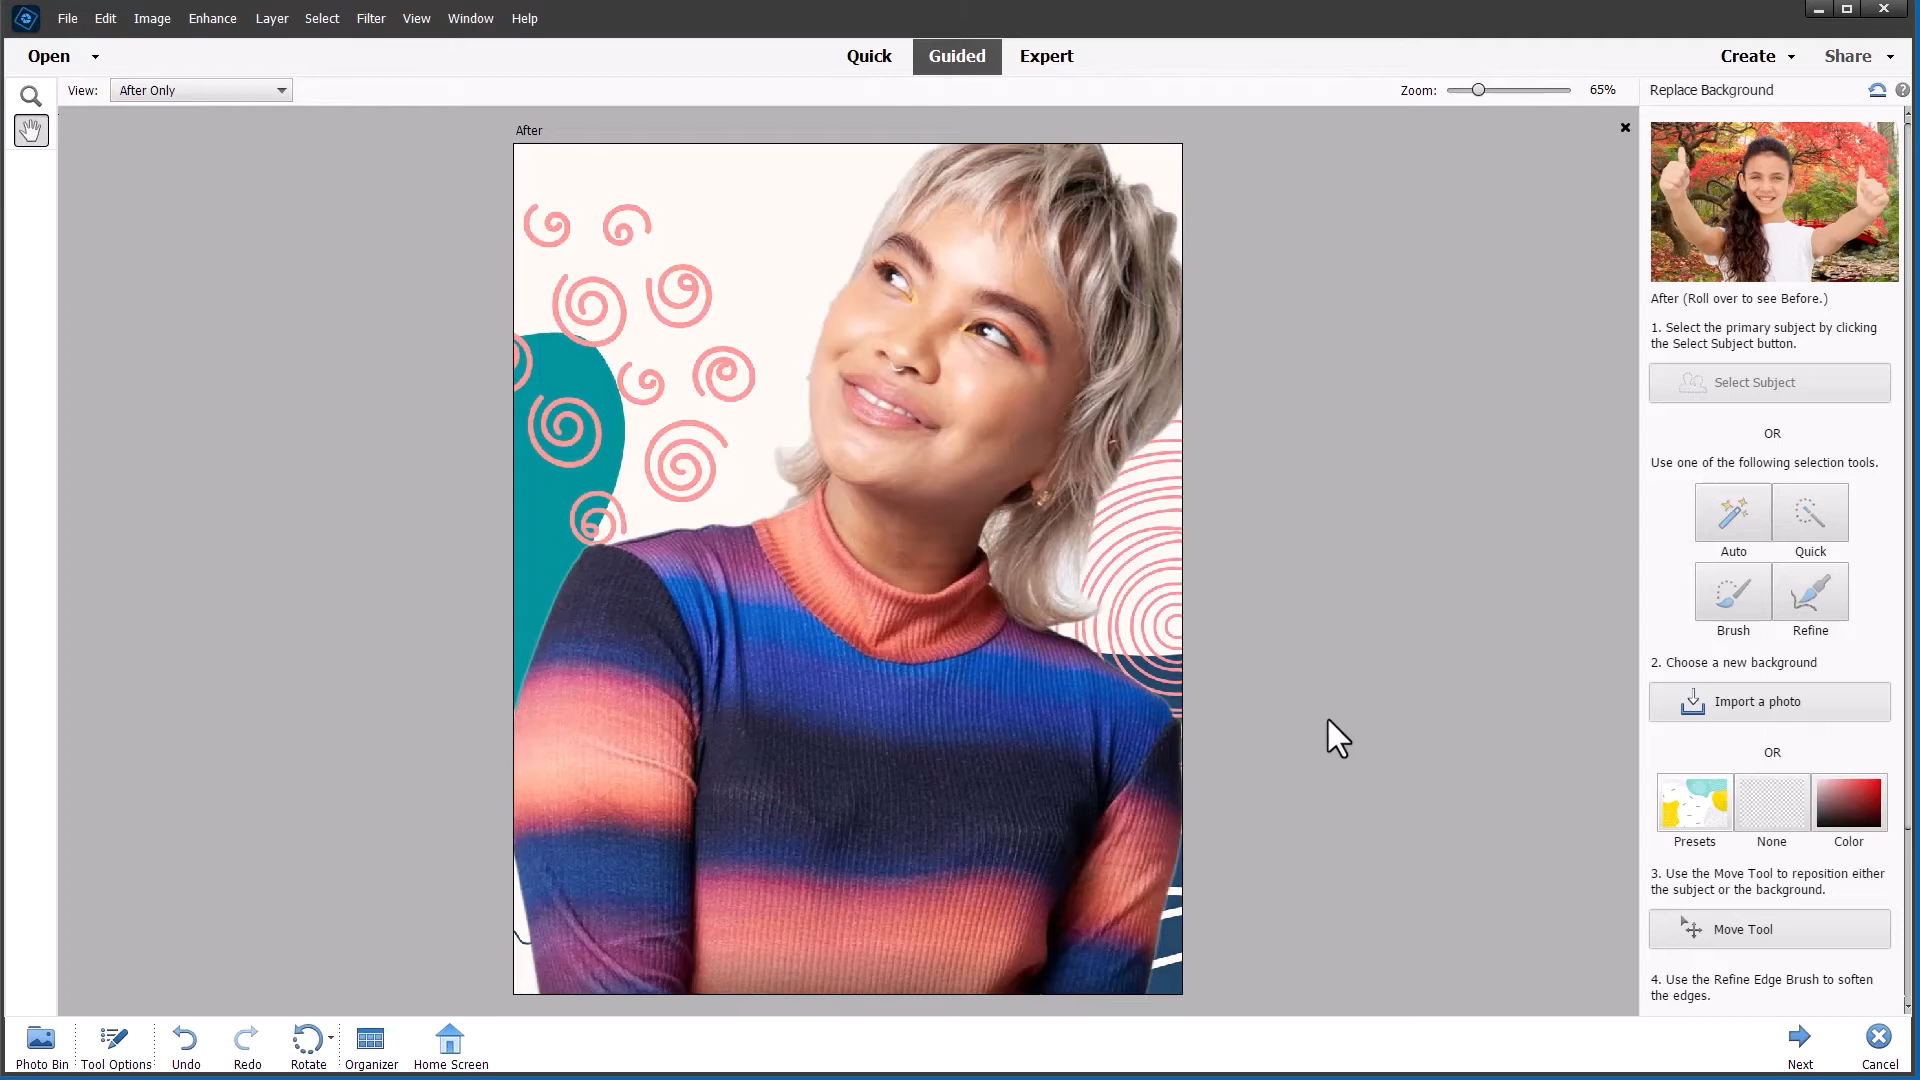 File Edit Image Enhance Layer Select Filter View Window Help
Open Quick Guided Expert Create Share
View: After Only Zoom: 65% Replace Background
After
After (Roll over to see Before.)
1. Select the primary subject by clicking
the Select Subject button.
Select Subject
OR
Use one of the following selection tools.
Auto Quick
Brush Refine
2. Choose a new background
Import a photo
OR
Presets None Color
3. Use the Move Tool to reposition either
the subject or the background.
Move Tool
4. Use the Refine Edge Brush to soften
the edges.
Photo Bin Tool Options Undo Redo Rotate Organizer Home Screen Next Cancel